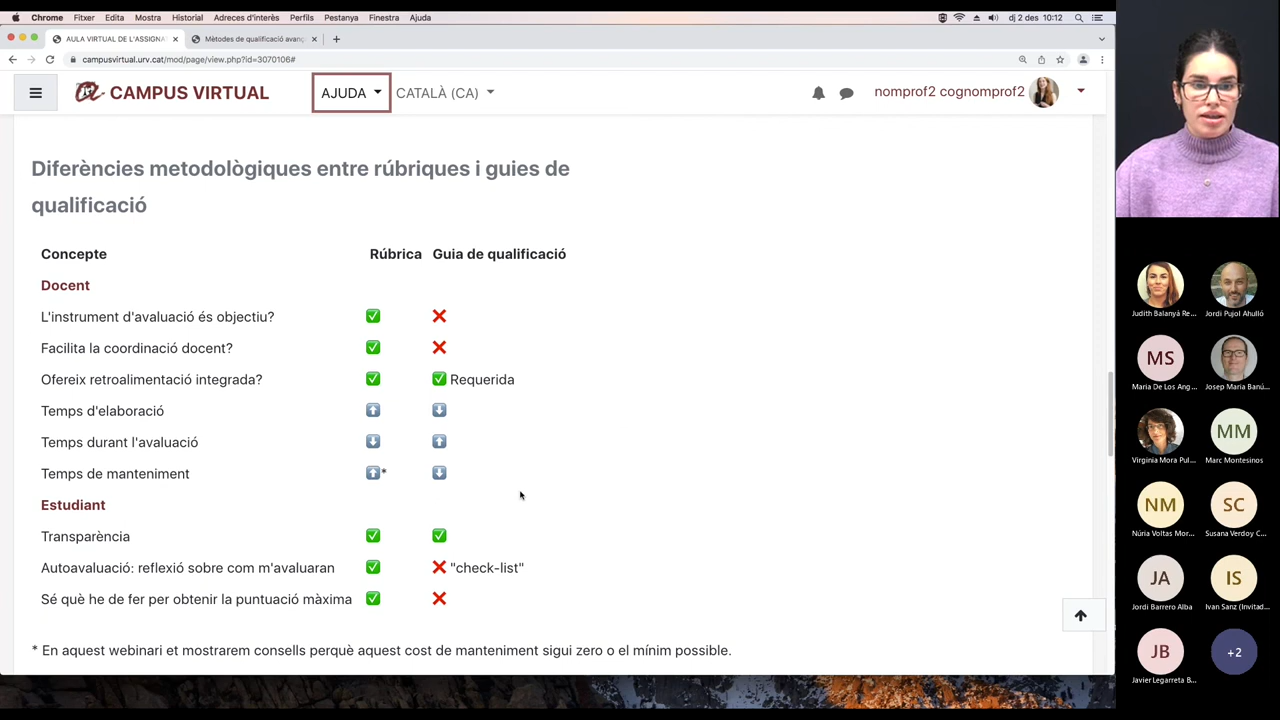 Chrome Fitxer Edita Mostra Historial Adreces d'interès Perfils Pestanya Finestra Ajuda dj 2 des 10:12
AULA VIRTUAL DE L'ASSIGNA × Mètodes de qualificació avanç × +
campusvirtual.urv.cat/mod/page/view.php?id=3070106#
CAMPUS VIRTUAL AJUDA CATALÀ (CA) nomprof2 cognomprof2
Diferències metodològiques entre rúbriques i guies de
qualificació
Concepte Rúbrica Guia de qualificació
Docent
L'instrument d'avaluació és objectiu? ✅ ❌
Facilita la coordinació docent? ✅ ❌
Ofereix retroalimentació integrada? ✅ ✅ Requerida
Temps d'elaboració ⬆️ ⬇️
Temps durant l'avaluació ⬇️ ⬆️
Temps de manteniment ⬆️* ⬇️
Estudiant
Transparència ✅ ✅
Autoavaluació: reflexió sobre com m'avaluaran ✅ ❌ "check-list"
Sé què he de fer per obtenir la puntuació màxima ✅ ❌
* En aquest webinari et mostrarem consells perquè aquest cost de manteniment sigui zero o el mínim possible.
Judith Balanyá Re... Jordi Pujol Ahulló
MS
Maria De Los Ang... Josep Maria Banú...
MM
Virginia Mora Pul... Marc Montesinos
NM SC
Núria Voltas Mor... Susana Verdoy C...
JA IS
Jordi Barrero Alba Ivan Sanz (Invitad...
JB +2
Javier Legarreta B...